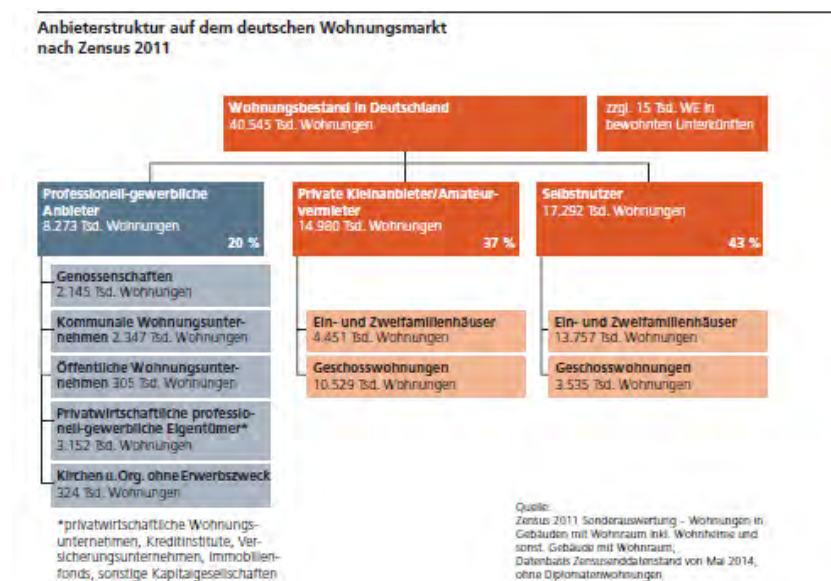 Anbieterstruktur auf dem deutschen Wohnungsmarkt
nach Zensus 2011
Wohnungsbestand in Deutschland
40.545 Tsd. Wohnungen
zzgl. 15 Tsd. WE in
bewohnten Unterkünften
Professionell-gewerbliche
Anbieter
8.273 Tsd. Wohnungen
20 %
Genossenschaften
2.145 Tsd. Wohnungen
Kommunale Wohnungsunter-
nehmen 2.347 Tsd. Wohnungen
Öffentliche Wohnungsunter-
nehmen 305 Tsd. Wohnungen
Privatwirtschaftliche professio-
nell-gewerbliche Eigentümer*
3.152 Tsd. Wohnungen
Kirchen u. Org. ohne Erwerbszweck
324 Tsd. Wohnungen
*privatwirtschaftliche Wohnungs-
unternehmen, Kreditinstitute, Ver-
sicherungsunternehmen, Immobilien-
fonds, sonstige Kapitalgesellschaften
Private Kleinanbieter/Amateur-
vermieter
14.980 Tsd. Wohnungen
37 %
Ein- und Zweifamilienhäuser
4.451 Tsd. Wohnungen
Geschosswohnungen
10.529 Tsd. Wohnungen
Selbstnutzer
17.292 Tsd. Wohnungen
43 %
Ein- und Zweifamilienhäuser
13.757 Tsd. Wohnungen
Geschosswohnungen
3.535 Tsd. Wohnungen
Quelle:
Zensus 2011 Sonderauswertung – Wohnungen in
Gebäuden mit Wohnraum inkl. Wohnheime und
sonst. Gebäude mit Wohnraum,
Datenbasis Zensusenddatenstand von Mai 2014,
ohne Diplomatenwohnungen